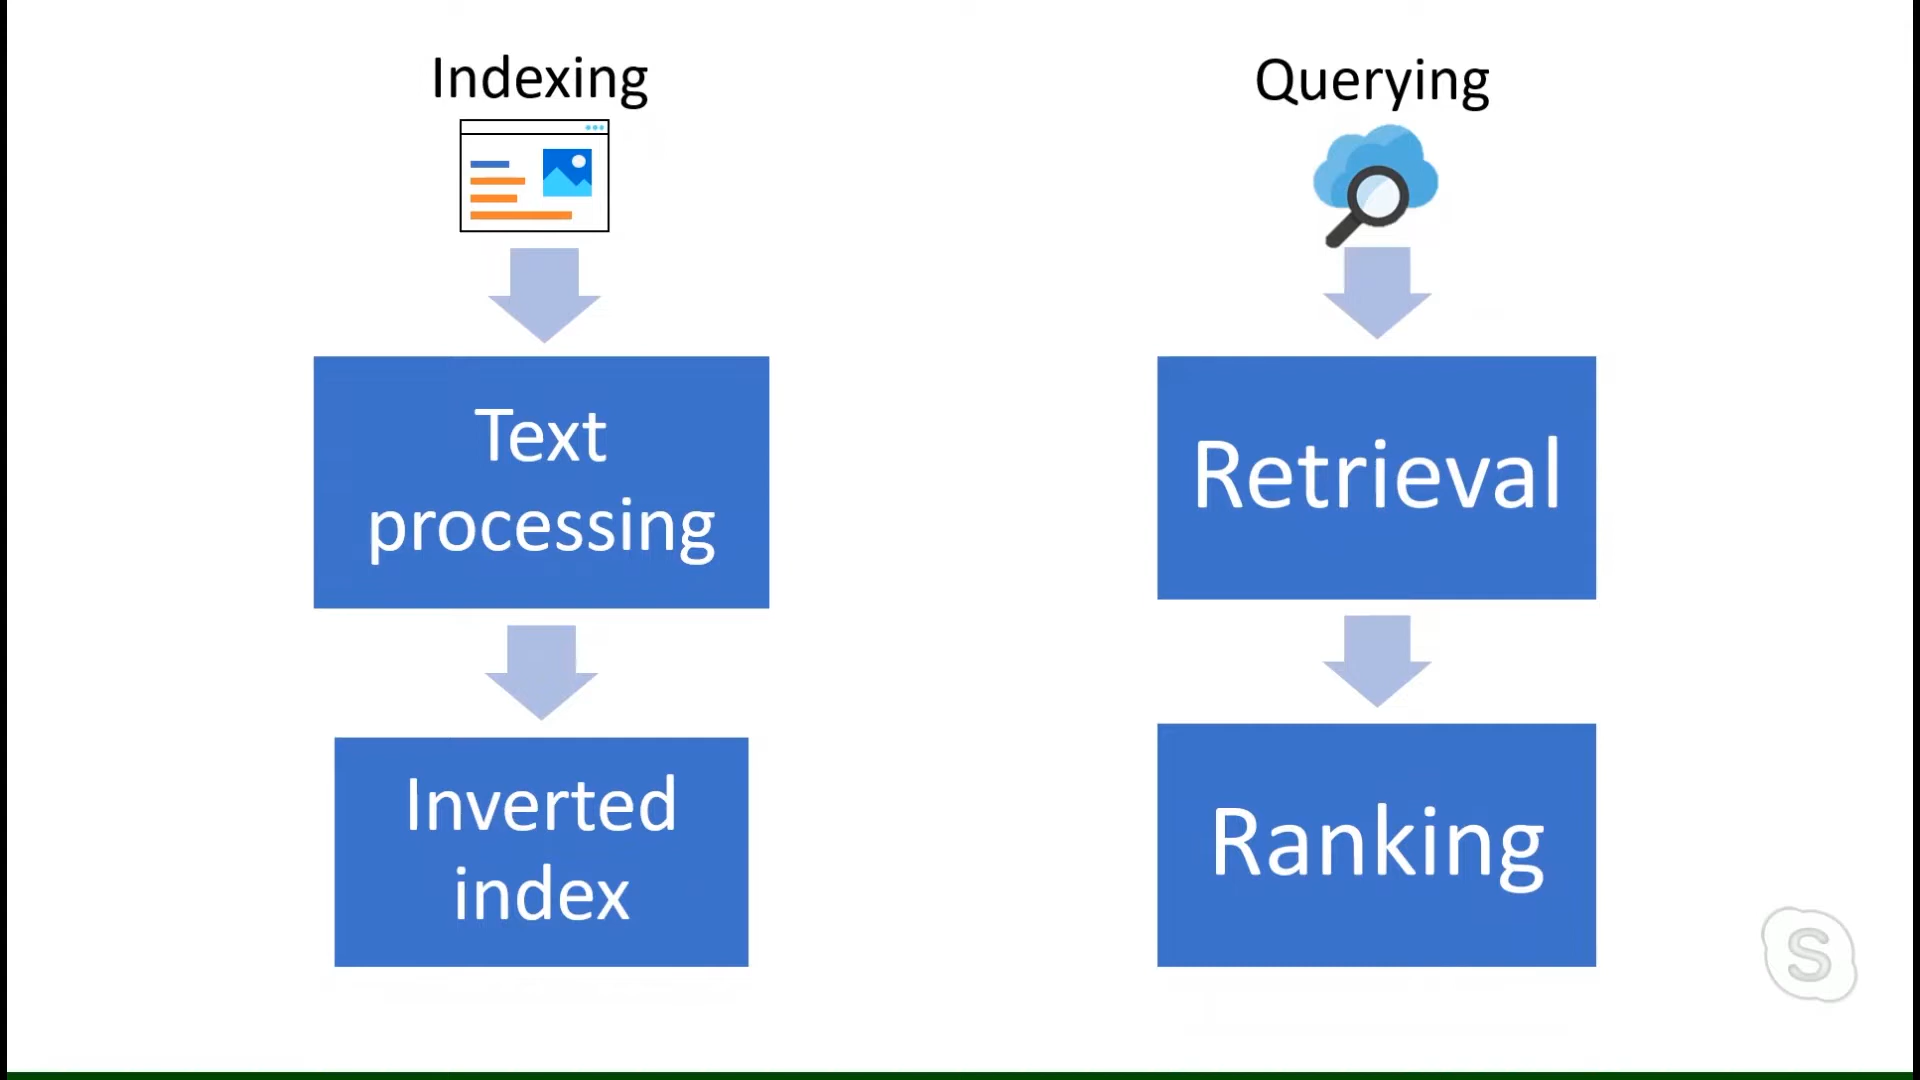 Indexing
Text
processing
Inverted
index
Querying
Retrieval
Ranking
S